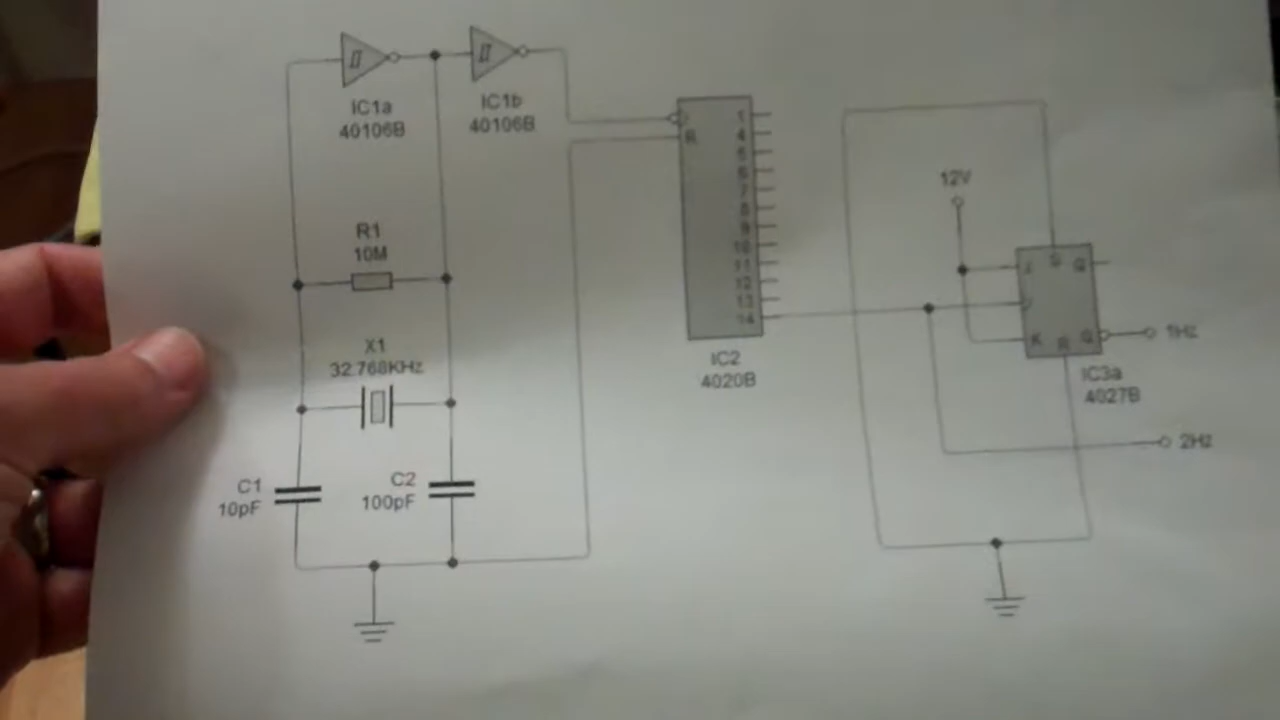 IC1a
40106B
IC1b
40106B
R1
10M
X1
32.768KHz
C1
10pF
C2
100pF
R
1
4
5
6
7
8
9
10
11
12
13
14
IC2
4020B
12V
J
S
Q
K
R
Q
1Hz
IC3a
4027B
2Hz